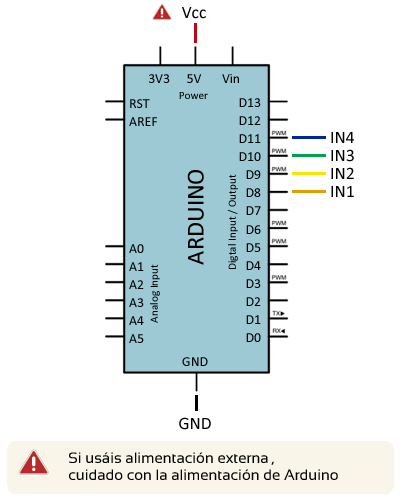 Vcc
3V3 5V Vin
Power
RST D13
AREF D12
PWM D11 IN4
PWM D10 IN3
PWM D9 IN2
D8 IN1
D7
PWM D6
A0 PWM D5
A1 D4
A2 PWM D3
A3 D2
A4 D1 TX
A5 D0 RX
ARDUINO
Digtal Input / Output
Analog Input
GND
GND
Si usáis alimentación externa,
cuidado con la alimentación de Arduino